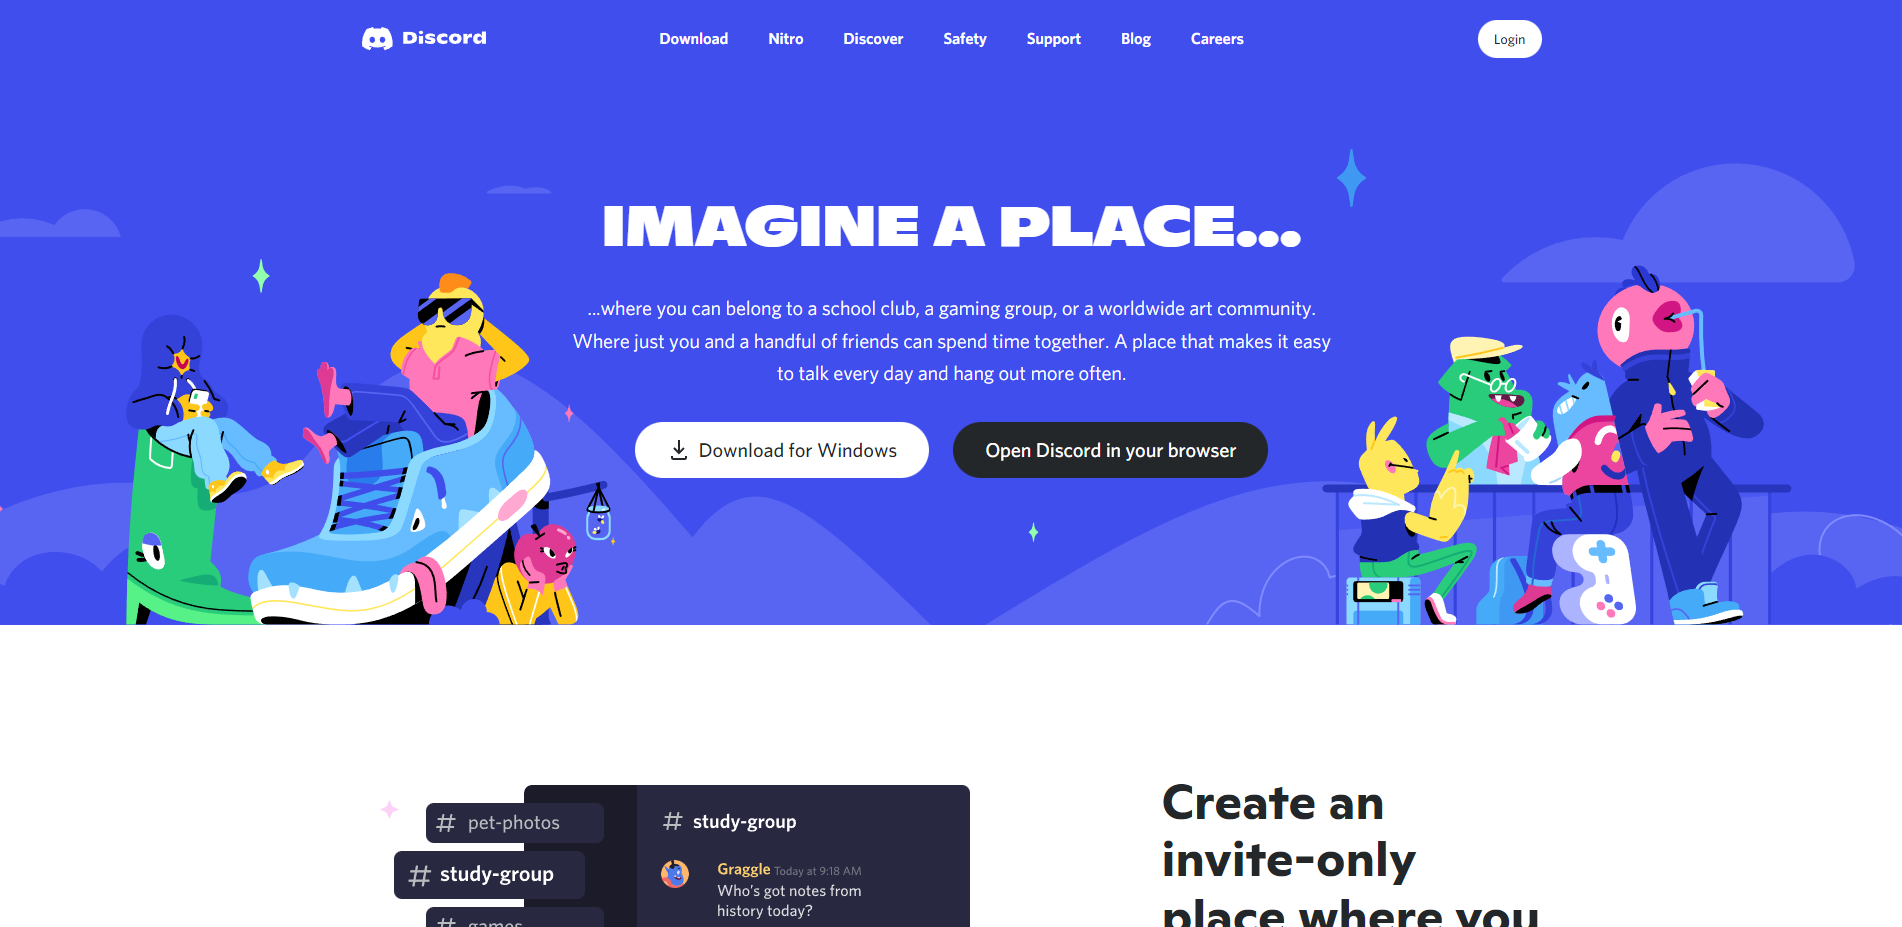 Discord
Download Nitro Discover Safety Support Blog Careers
Login
IMAGINE A PLACE...
...where you can belong to a school club, a gaming group, or a worldwide art community.
Where just you and a handful of friends can spend time together. A place that makes it easy
to talk every day and hang out more often.
Download for Windows
Open Discord in your browser
# pet-photos
# study-group
# games
# study-group
Graggle Today at 9:18 AM
Who's got notes from
history today?
Create an
invite-only
place where you